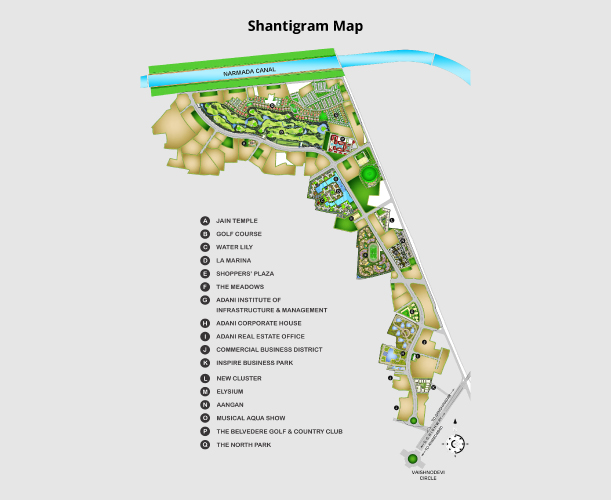 Shantigram Map
NARMADA CANAL
A JAIN TEMPLE
B GOLF COURSE
C WATER LILY
D LA MARINA
E SHOPPERS' PLAZA
F THE MEADOWS
G ADANI INSTITUTE OF
INFRASTRUCTURE & MANAGEMENT
H ADANI CORPORATE HOUSE
I ADANI REAL ESTATE OFFICE
J COMMERCIAL BUSINESS DISTRICT
K INSPIRE BUSINESS PARK
L NEW CLUSTER
M ELYSIUM
N AANGAN
O MUSICAL AQUA SHOW
P THE BELVEDERE GOLF & COUNTRY CLUB
Q THE NORTH PARK
VAISHNODEVI
CIRCLE